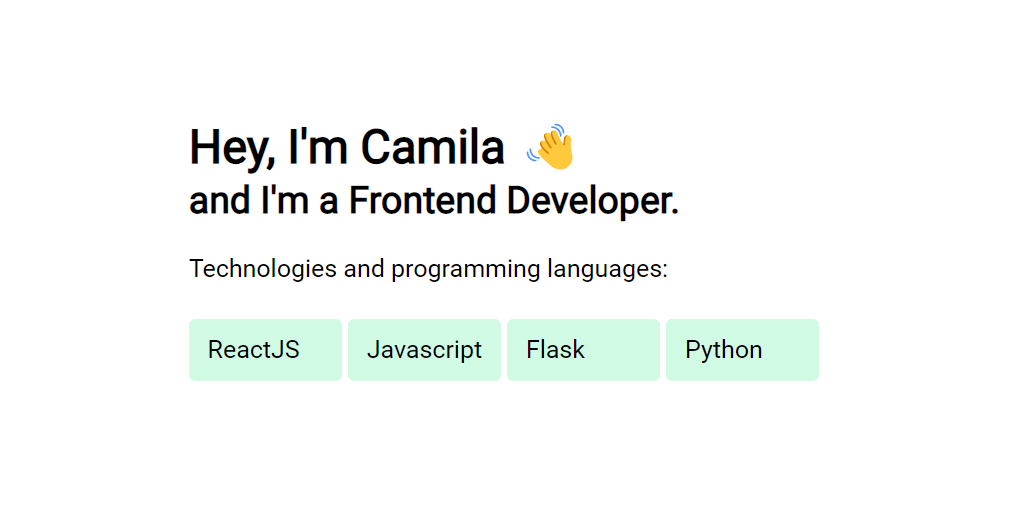 Hey, I'm Camila 👋
and I'm a Frontend Developer.
Technologies and programming languages:
ReactJS Javascript Flask Python